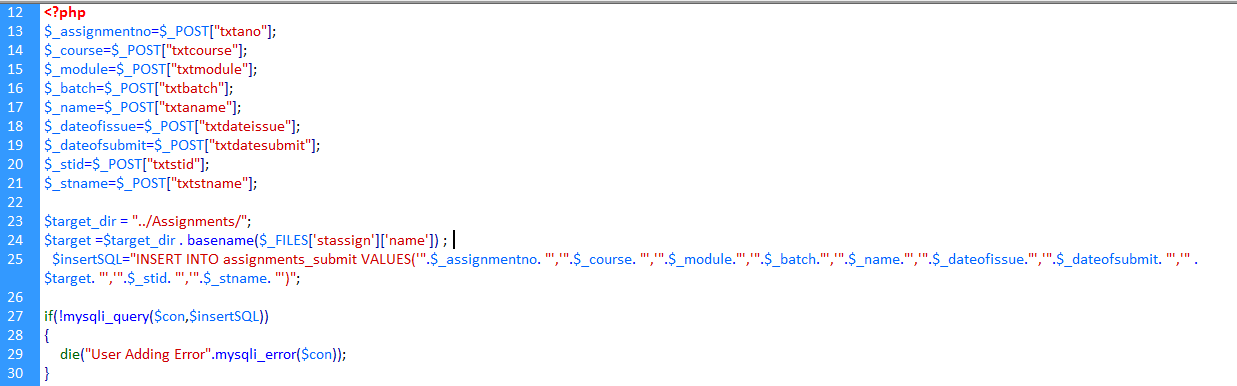 12 <?php
13 $_assignmentno=$_POST["txtano"];
14 $_course=$_POST["txtcourse"];
15 $_module=$_POST["txtmodule"];
16 $_batch=$_POST["txtbatch"];
17 $_name=$_POST["txtaname"];
18 $_dateofissue=$_POST["txtdateissue"];
19 $_dateofsubmit=$_POST["txtdatesubmit"];
20 $_stid=$_POST["txtstid"];
21 $_stname=$_POST["txtstname"];
22
23 $target_dir = "../Assignments/";
24 $target =$target_dir . basename($_FILES['stassign']['name']) ;
25 $insertSQL="INSERT INTO assignments_submit VALUES('".$_assignmentno. "','".$_course. "','".$_module."','".$_batch."','".$_name."','".$_dateofissue."','".$_dateofsubmit. "','" .
$target. "','".$_stid. "','".$_stname. "')";
26
27 if(!mysqli_query($con,$insertSQL))
28 {
29 die("User Adding Error".mysqli_error($con));
30 }